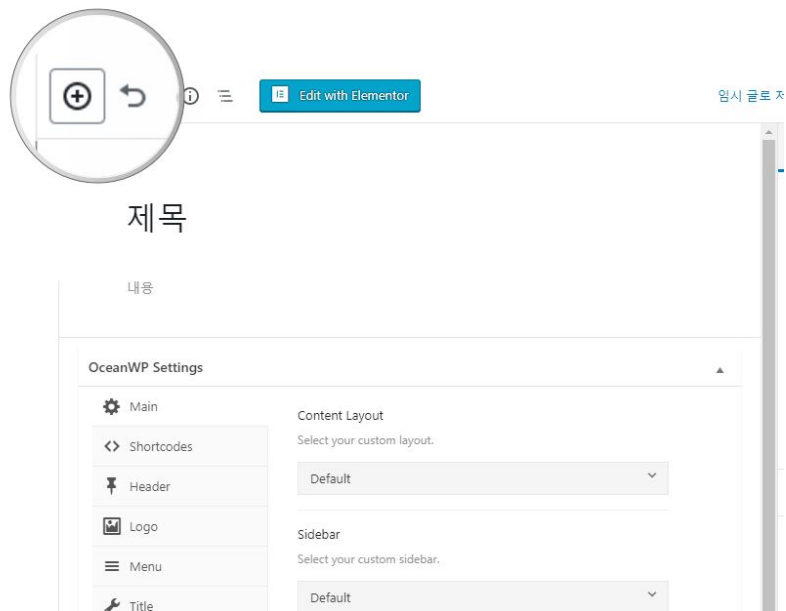 Edit with Elementor
임시 글로
제목
내용
OceanWP Settings
Main
Shortcodes
Header
Logo
Menu
Title
Content Layout
Select your custom layout.
Default
Sidebar
Select your custom sidebar.
Default